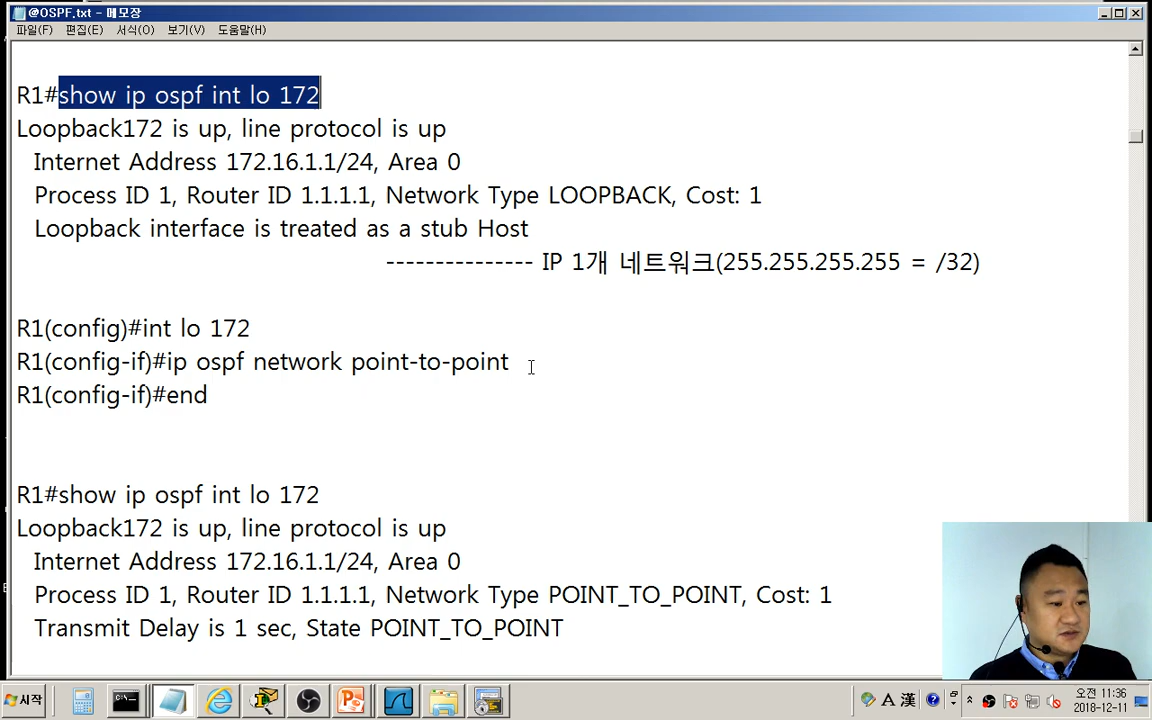 @OSPF.txt - 메모장
파일(F) 편집(E) 서식(O) 보기(V) 도움말(H)
R1#show ip ospf int lo 172
Loopback172 is up, line protocol is up
Internet Address 172.16.1.1/24, Area 0
Process ID 1, Router ID 1.1.1.1, Network Type LOOPBACK, Cost: 1
Loopback interface is treated as a stub Host
--------------- IP 1개 네트워크(255.255.255.255 = /32)
R1(config)#int lo 172
R1(config-if)#ip ospf network point-to-point
R1(config-if)#end
R1#show ip ospf int lo 172
Loopback172 is up, line protocol is up
Internet Address 172.16.1.1/24, Area 0
Process ID 1, Router ID 1.1.1.1, Network Type POINT_TO_POINT, Cost: 1
Transmit Delay is 1 sec, State POINT_TO_POINT
시작
A 漢
오전 11:36
2018-12-11